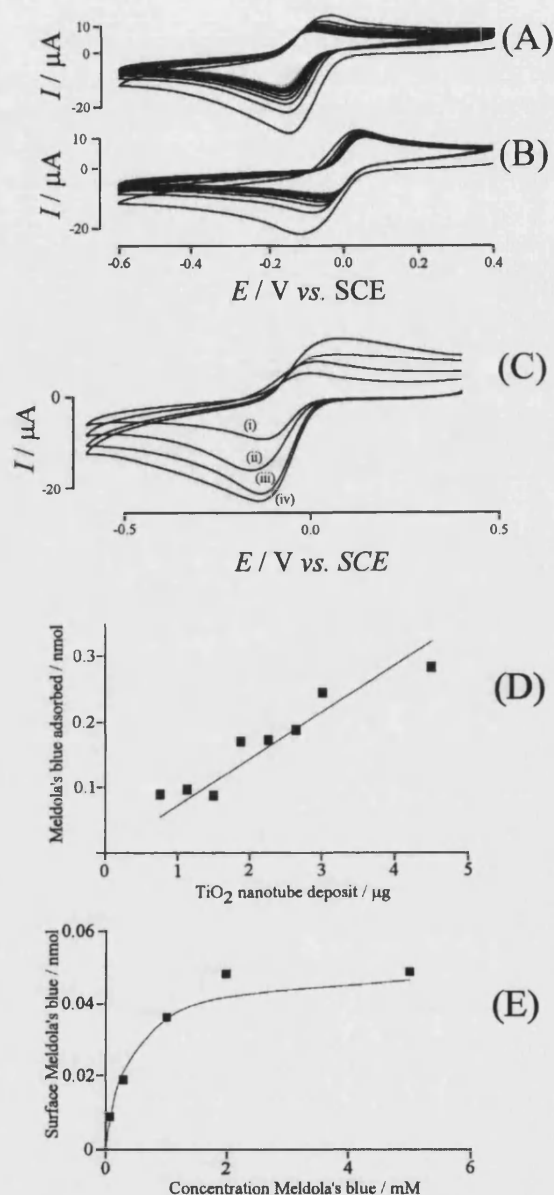 (A)
10
0
-20
I / µA
(B)
10
0
-20
I / µA
-0.6
-0.4
-0.2
0.0
0.2
0.4
E / V vs. SCE
(C)
0
-20
I / µA
(i)
(ii)
(iii)
(iv)
-0.5
0.0
0.5
E / V vs. SCE
(D)
0.3
0.2
0.1
Meldola's blue adsorbed / nmol
0
1
2
3
4
5
TiO2 nanotube deposit / µg
(E)
0.06
0.04
0.02
0
Surface Meldola's blue / nmol
0
2
4
6
Concentration Meldola's blue / mM